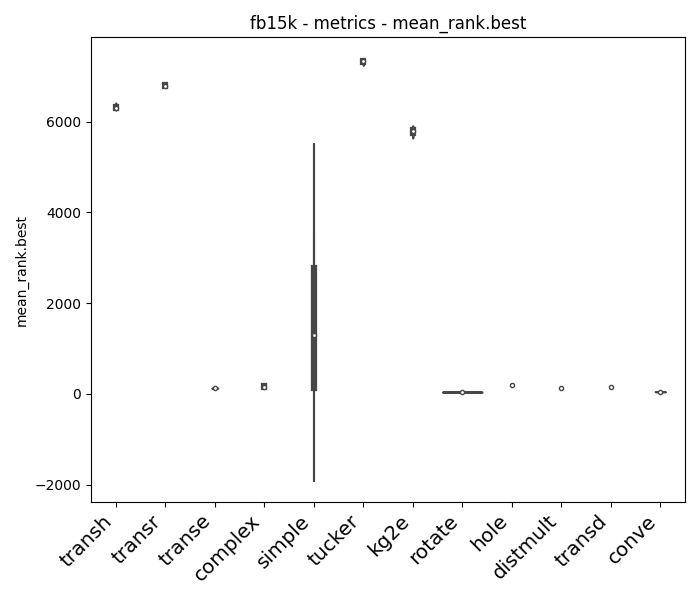 fb15k - metrics - mean_rank.best
mean_rank.best
6000
4000
2000
0
−2000
transh
transr
transe
complex
simple
tucker
kg2e
rotate
hole
distmult
transd
conve